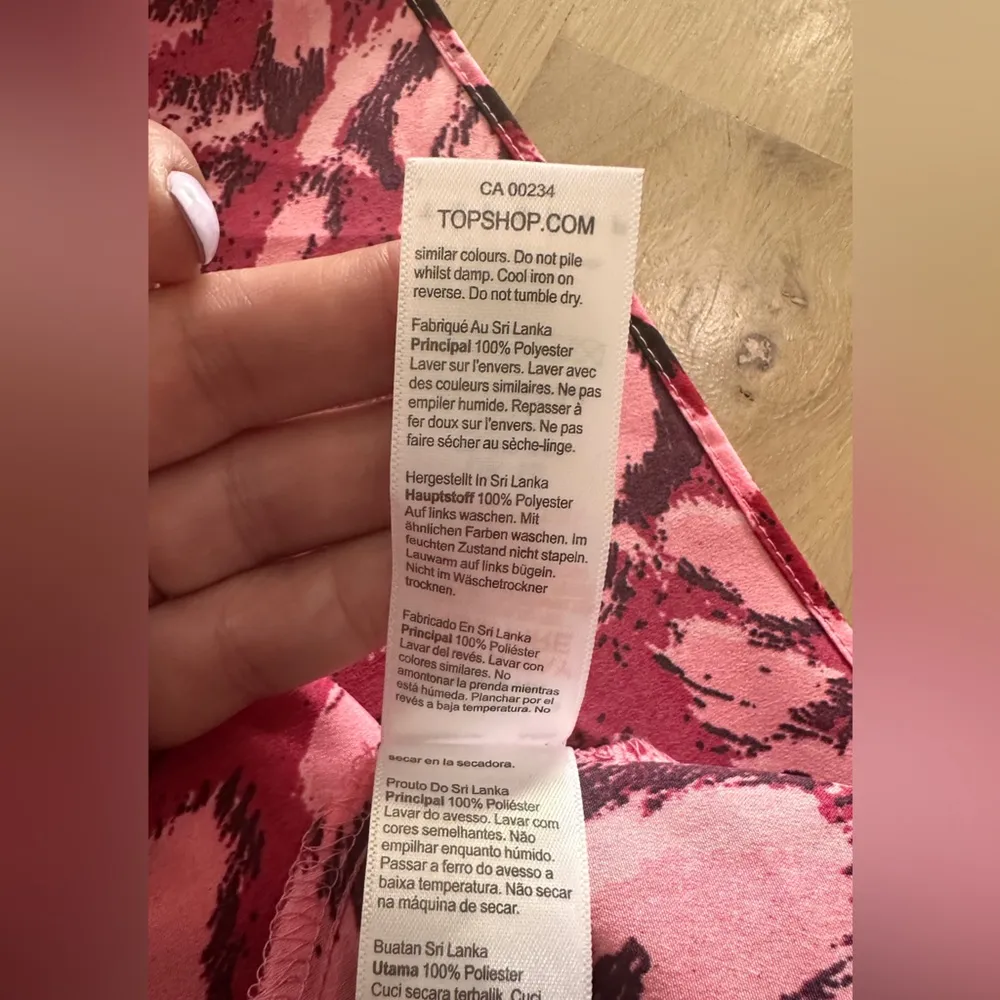 CA 00234
TOPSHOP.COM
similar colours. Do not pile
whilst damp. Cool iron on
reverse. Do not tumble dry.
Fabriqué Au Sri Lanka
Principal 100% Polyester
Laver sur l'envers. Laver avec
des couleurs similaires. Ne pas
empiler humide. Repasser à
fer doux sur l'envers. Ne pas
faire sécher au sèche-linge.
Hergestellt In Sri Lanka
Hauptstoff 100% Polyester
Auf links waschen. Mit
ähnlichen Farben waschen. Im
feuchten Zustand nicht stapeln.
Lauwarm auf links bügeln.
Nicht im Wäschetrockner
trocknen.
Fabricado En Sri Lanka
Principal 100% Poliéster
Lavar del revés. Lavar con
colores similares. No
amontonar la prenda mientras
está húmeda. Planchar por el
revés a baja temperatura. No
secar en la secadora.
Prouto Do Sri Lanka
Principal 100% Poliéster
Lavar do avesso. Lavar com
cores semelhantes. Não
empilhar enquanto húmido.
Passar a ferro do avesso a
baixa temperatura. Não secar
na máquina de secar.
Buatan Sri Lanka
Utama 100% Poliester
Cuci secara terbalik. Cuci